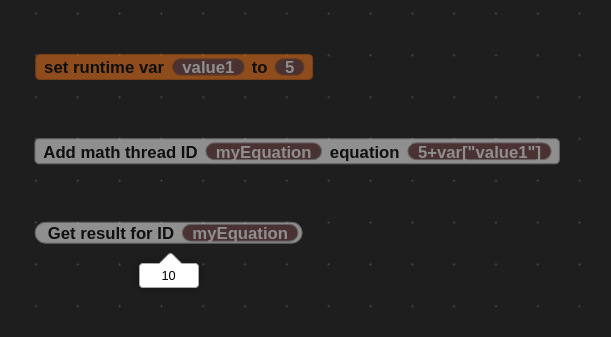 set runtime var value1 to 5
Add math thread ID myEquation equation 5+var["value1"]
Get result for ID myEquation
10